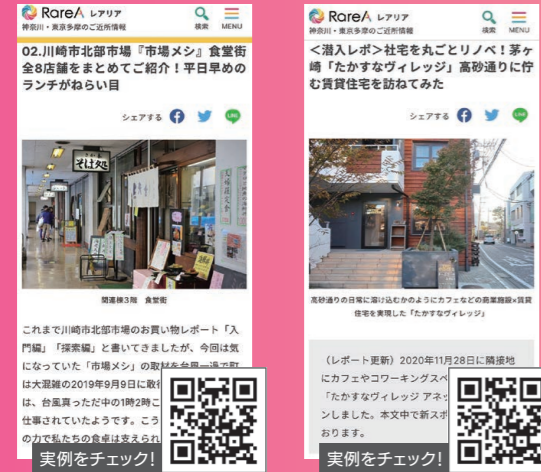 RareA レアリア
神奈川・東京多摩のご近所情報
検索 MENU
02.川崎市北部市場『市場メシ』食堂街
全8店舗をまとめてご紹介！平日早めの
ランチがねらい目
シェアする
LINE
そば処
関連棟3階 食堂街
これまで川崎市北部市場のお買い物レポート「入
門編」「探索編」と書いてきましたが、今回は気
になっていた「市場メシ」の取材を台風一過で町
は大混雑の2019年9月9日に敢行
は、台風真っただ中の1時2時こ
仕事されていたようです。こう
の力で私たちの食卓は支えられ
実例をチェック！
RareA レアリア
神奈川・東京多摩のご近所情報
検索 MENU
＜潜入レポ＞社宅を丸ごとリノベ！茅ヶ
崎「たかすなヴィレッジ」高砂通りに佇
む賃貸住宅を訪ねてみた
シェアする
LINE
高砂通りの日常に溶け込むかのようにカフェなどの商業施設×賃貸
住宅を実現した「たかすなヴィレッジ」
（レポート更新）2020年11月28日に隣接地
にカフェやコワーキングスペ
「たかすなヴィレッジ アネッ
ンしました。本文中で新スポ
おります。
実例をチェック！